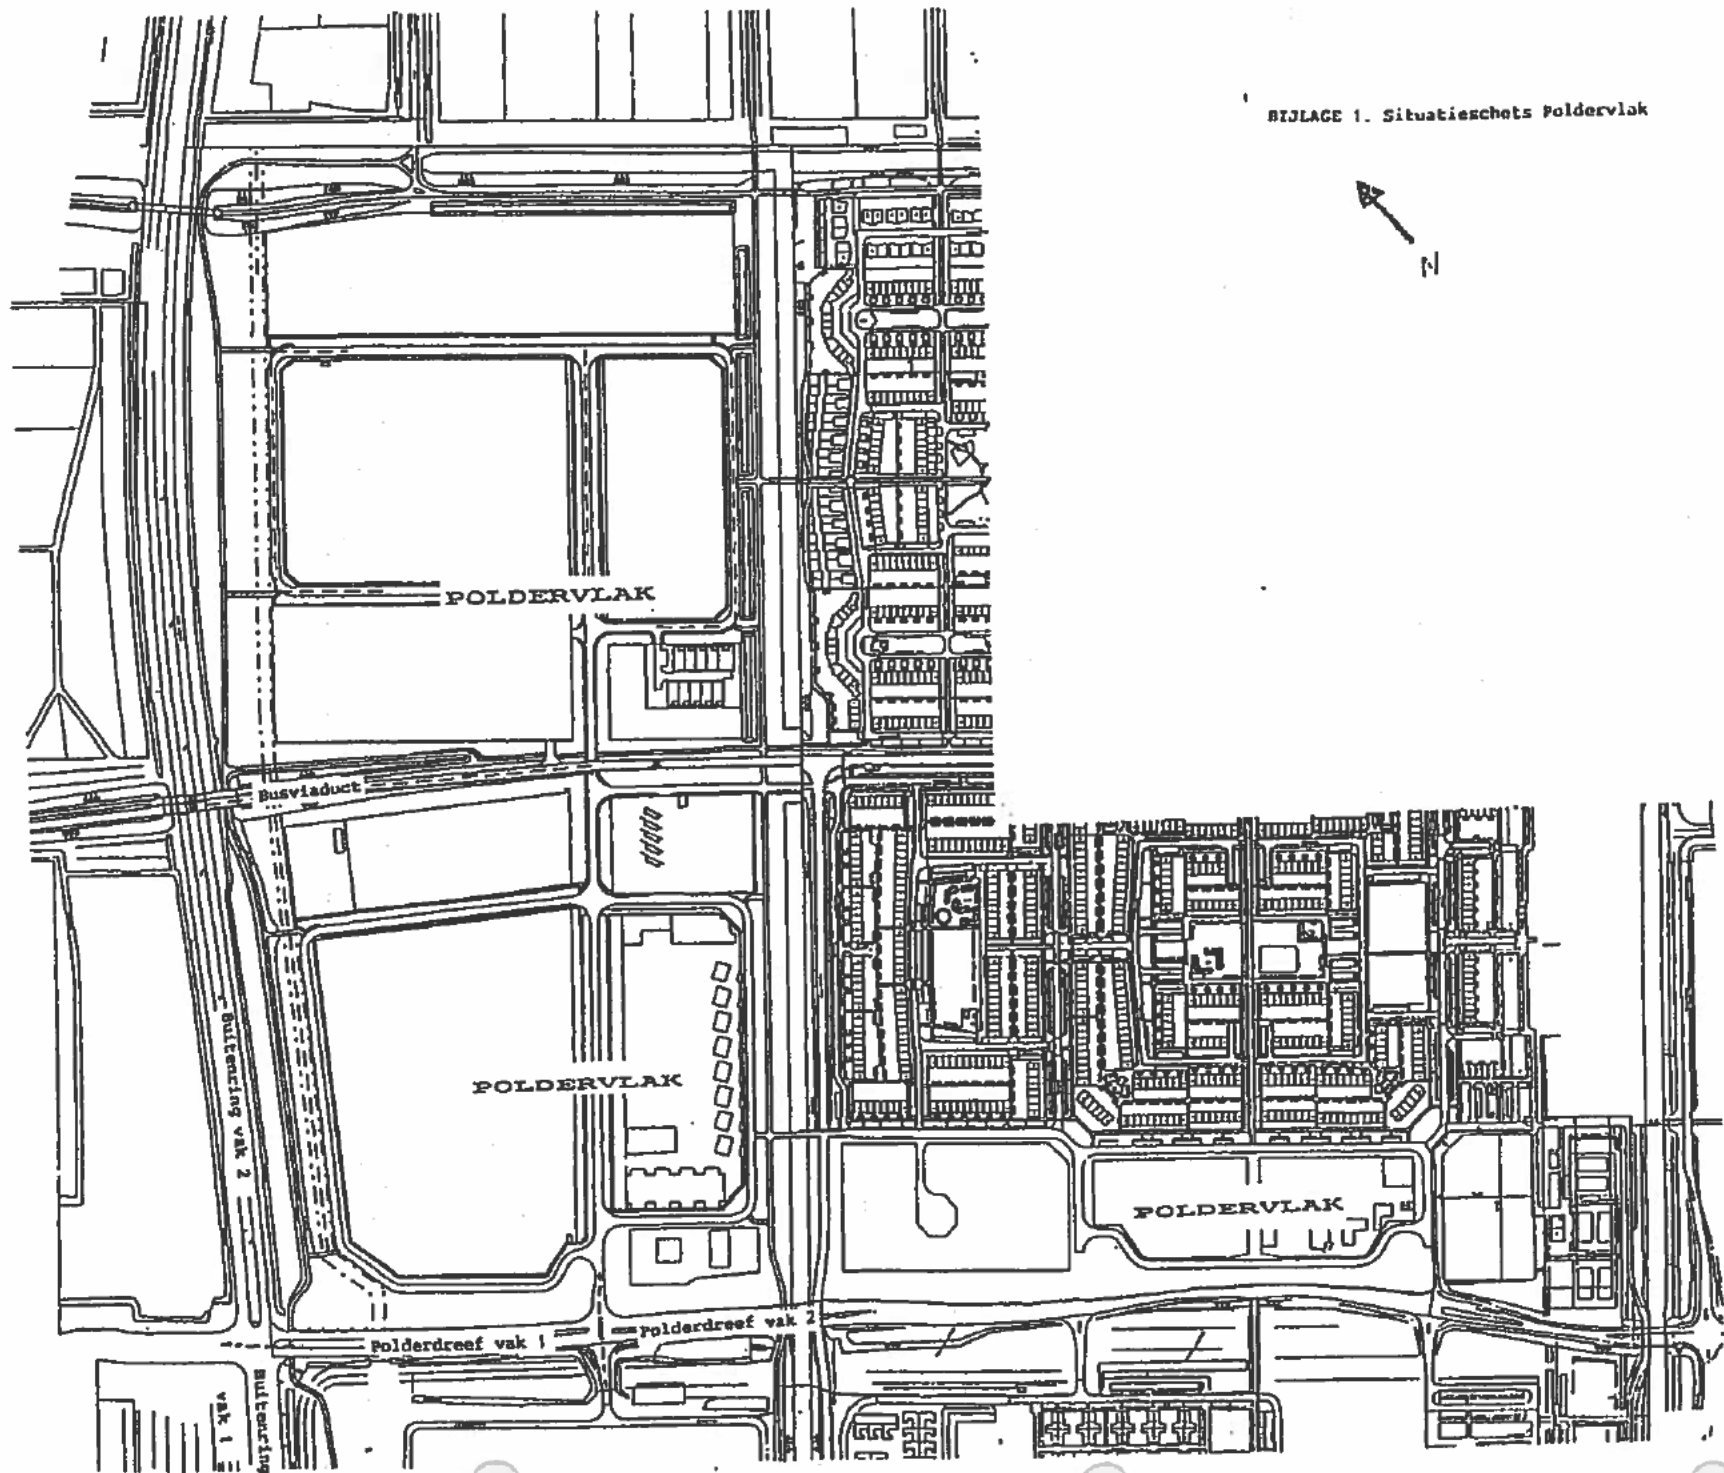 BIJLAGE 1. Situatieschets Poldervlak
N
POLDERVLAK
Busviaduct
Buitenring vak 2
POLDERVLAK
POLDERVLAK
Polderdreef vak 1
Polderdreef vak 2
Buitenring
vak 1